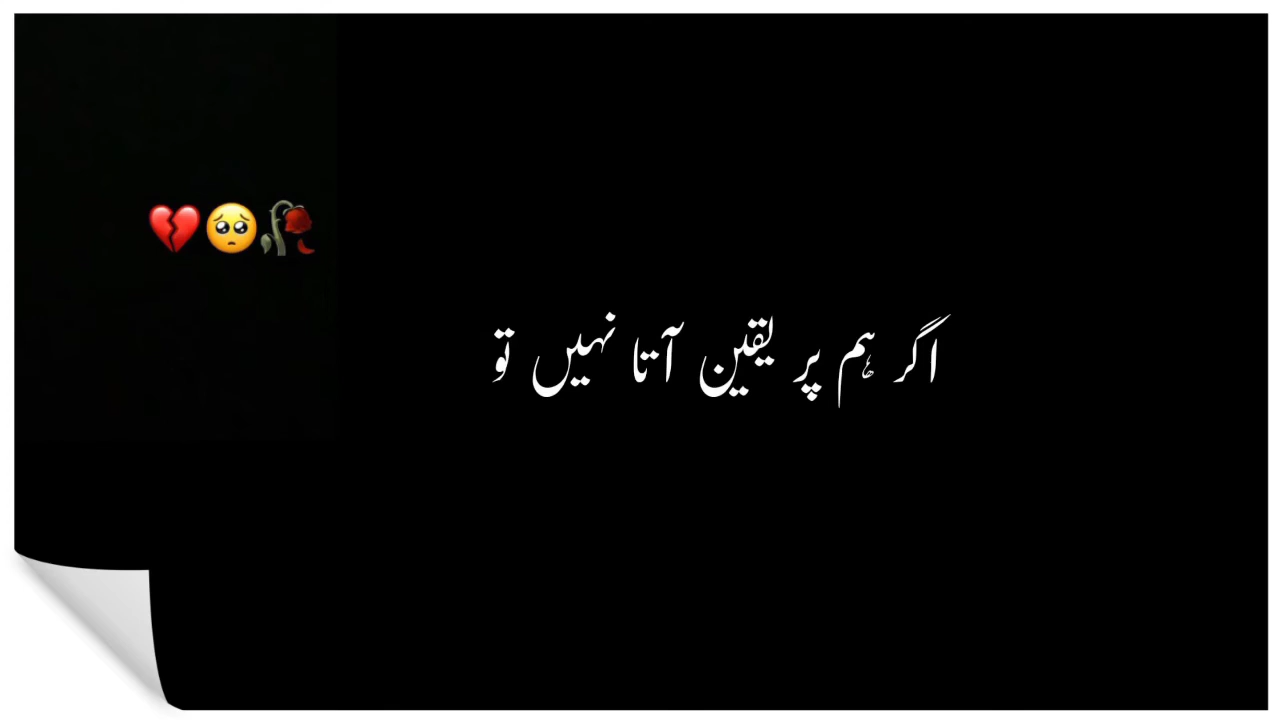 💔🥺🥀
اگر ہم پر یقین آتا نہیں تو